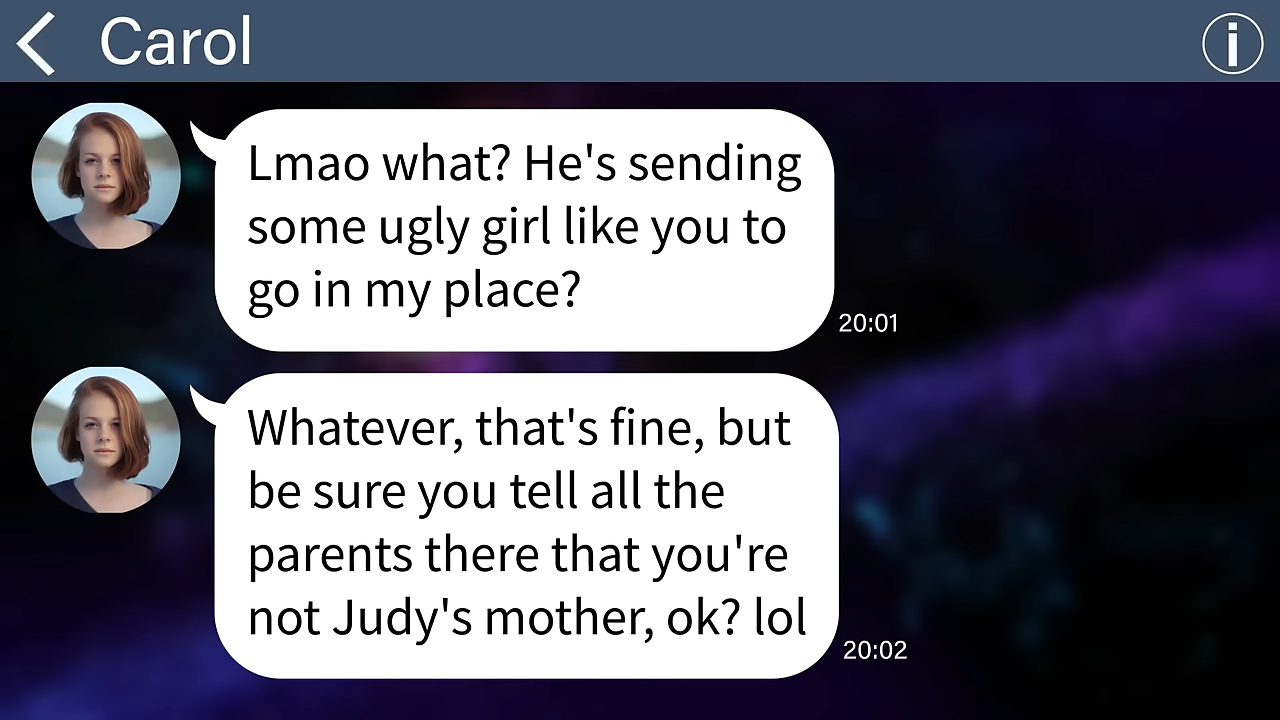 Carol
Lmao what? He's sending
some ugly girl like you to
go in my place?
20:01
Whatever, that's fine, but
be sure you tell all the
parents there that you're
not Judy's mother, ok? lol
20:02